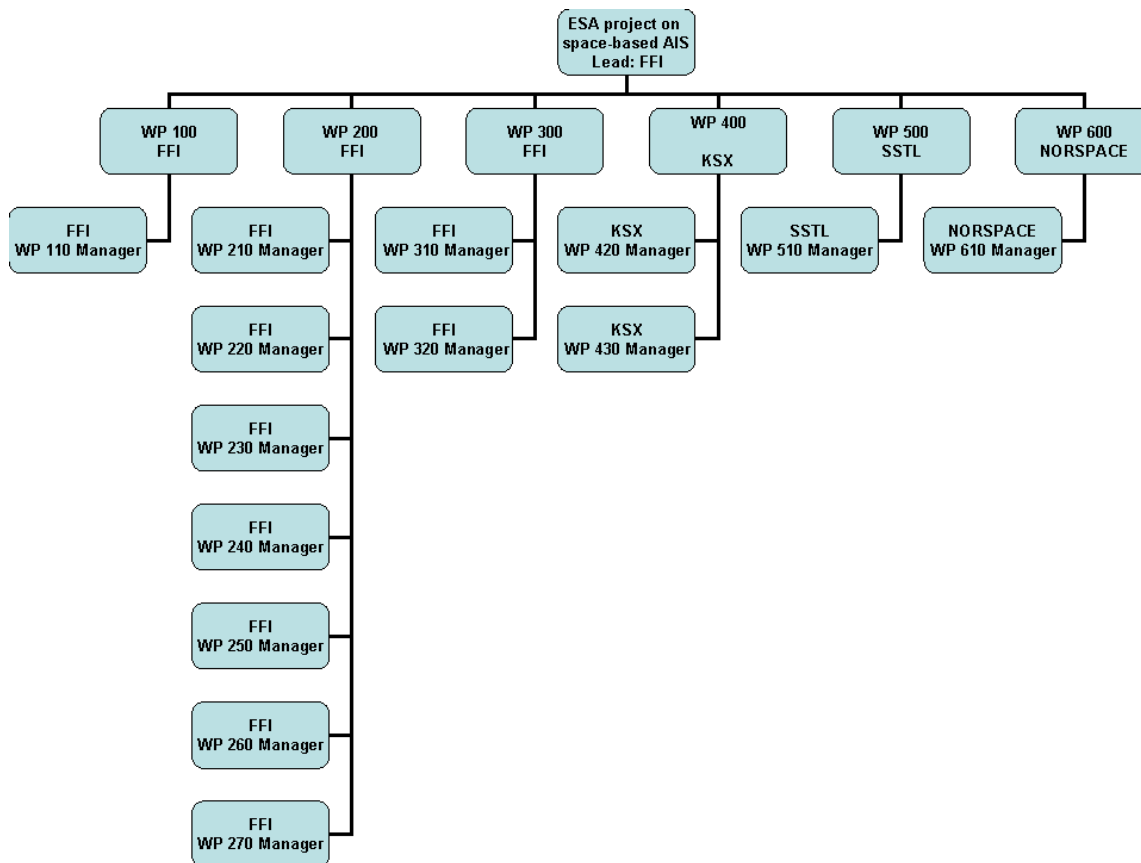 ESA project on
space-based AIS
Lead: FFI
WP 100
FFI
WP 200
FFI
WP 300
FFI
WP 400
KSX
WP 500
SSTL
WP 600
NORSPACE
FFI
WP 110 Manager
FFI
WP 210 Manager
FFI
WP 310 Manager
KSX
WP 420 Manager
SSTL
WP 510 Manager
NORSPACE
WP 610 Manager
FFI
WP 220 Manager
FFI
WP 320 Manager
KSX
WP 430 Manager
FFI
WP 230 Manager
FFI
WP 240 Manager
FFI
WP 250 Manager
FFI
WP 260 Manager
FFI
WP 270 Manager